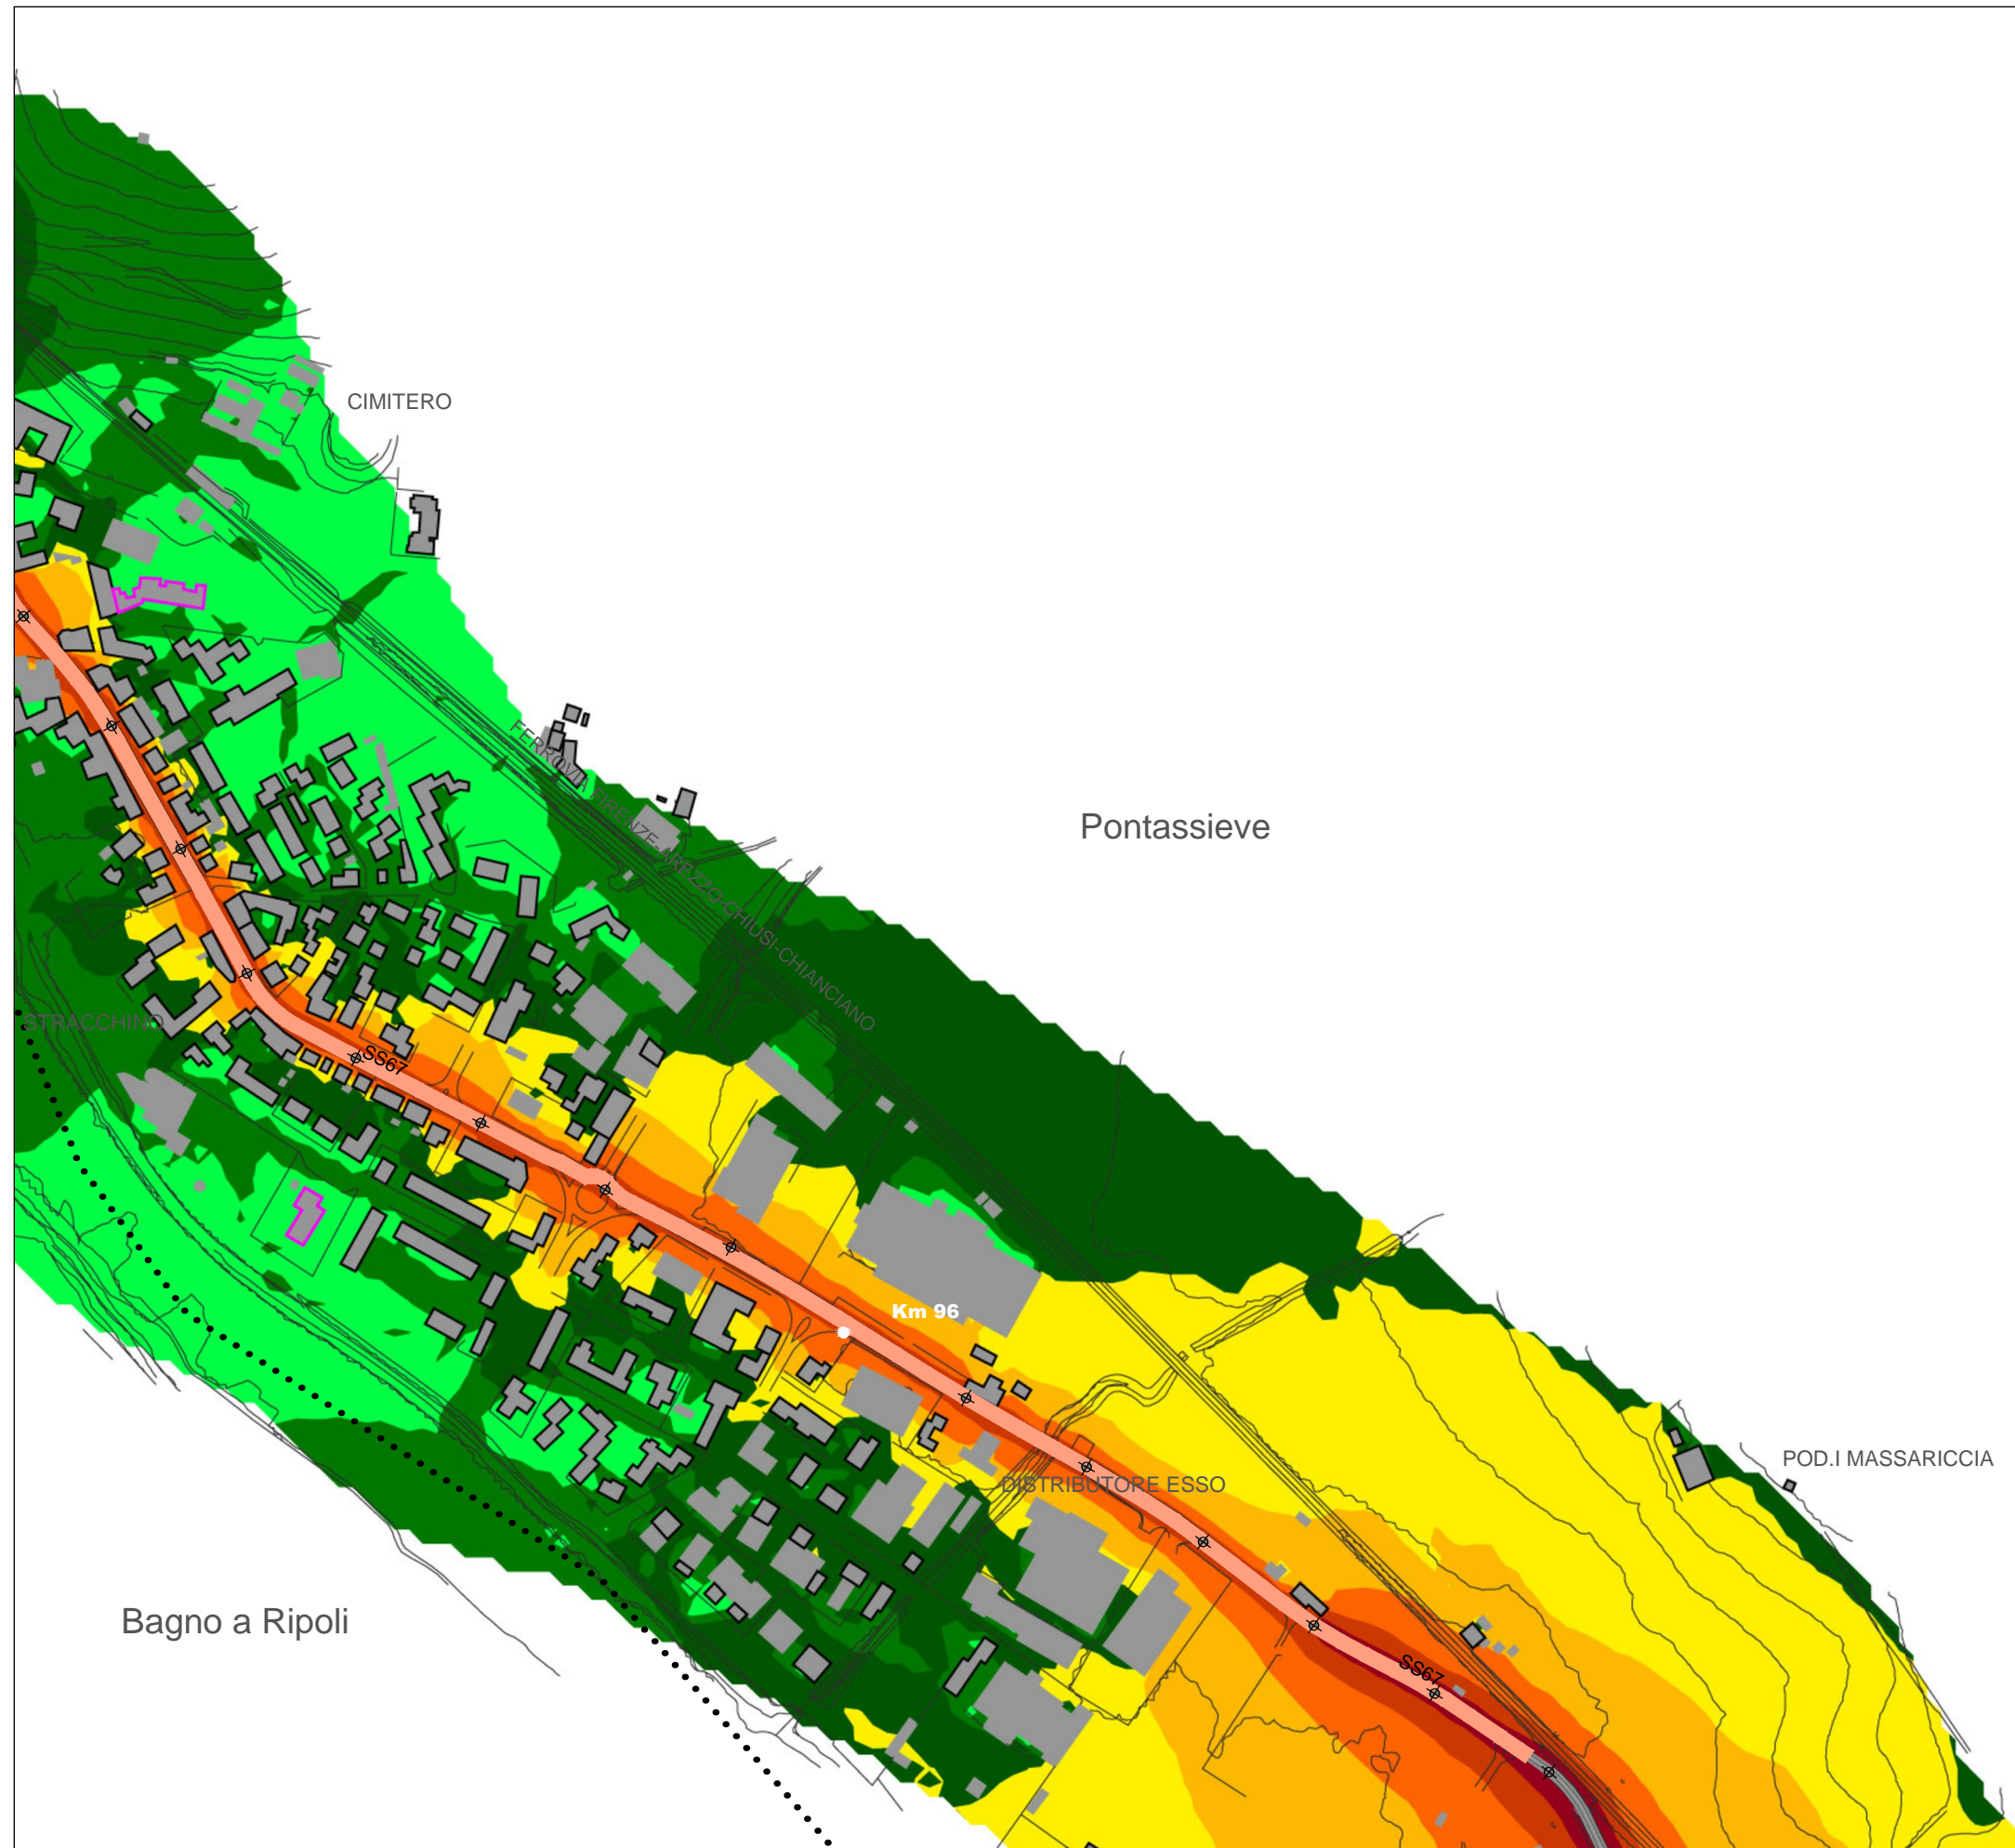 CIMITERO
FERROVIA FIRENZE-AREZZO-CHIUSI-CHIANCIANO
Pontassieve
STRACCHINO
SS67
Km 96
POD.I MASSARICCIA
DISTRIBUTORE ESSO
Bagno a Ripoli
SS67